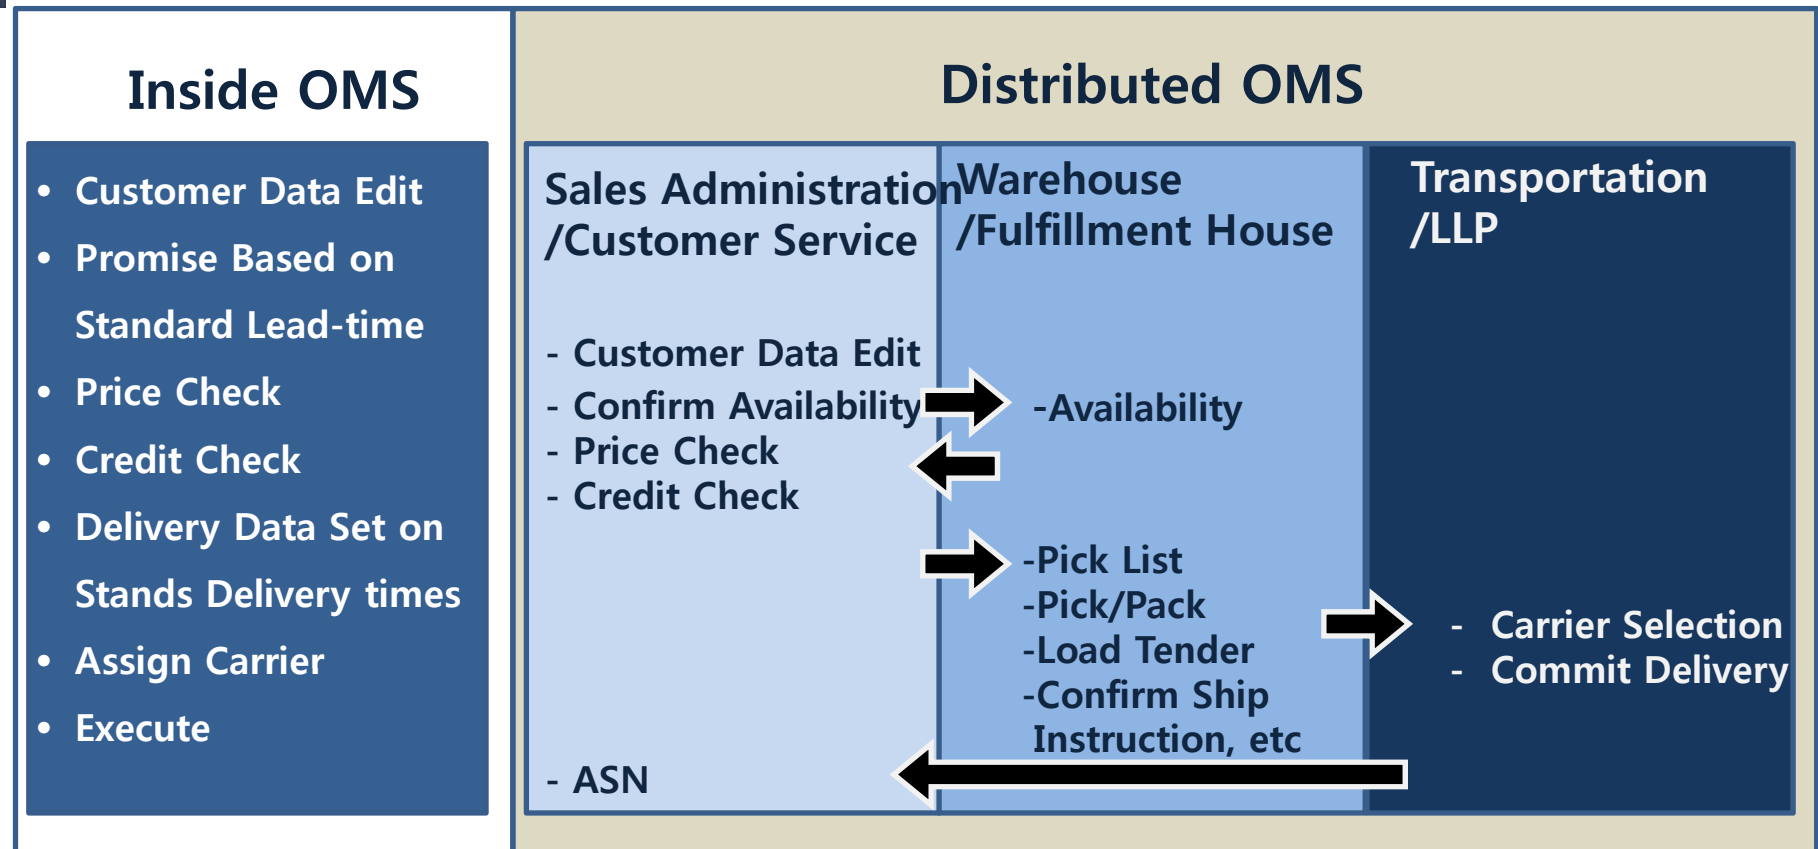 Inside OMS
• Customer Data Edit
• Promise Based on
Standard Lead-time
• Price Check
• Credit Check
• Delivery Data Set on
Stands Delivery times
• Assign Carrier
• Execute
Distributed OMS
Sales Administration
/Customer Service
- Customer Data Edit
- Confirm Availability
- Price Check
- Credit Check
- ASN
Warehouse
/Fulfillment House
-Availability
-Pick List
-Pick/Pack
-Load Tender
-Confirm Ship
Instruction, etc
Transportation
/LLP
- Carrier Selection
- Commit Delivery